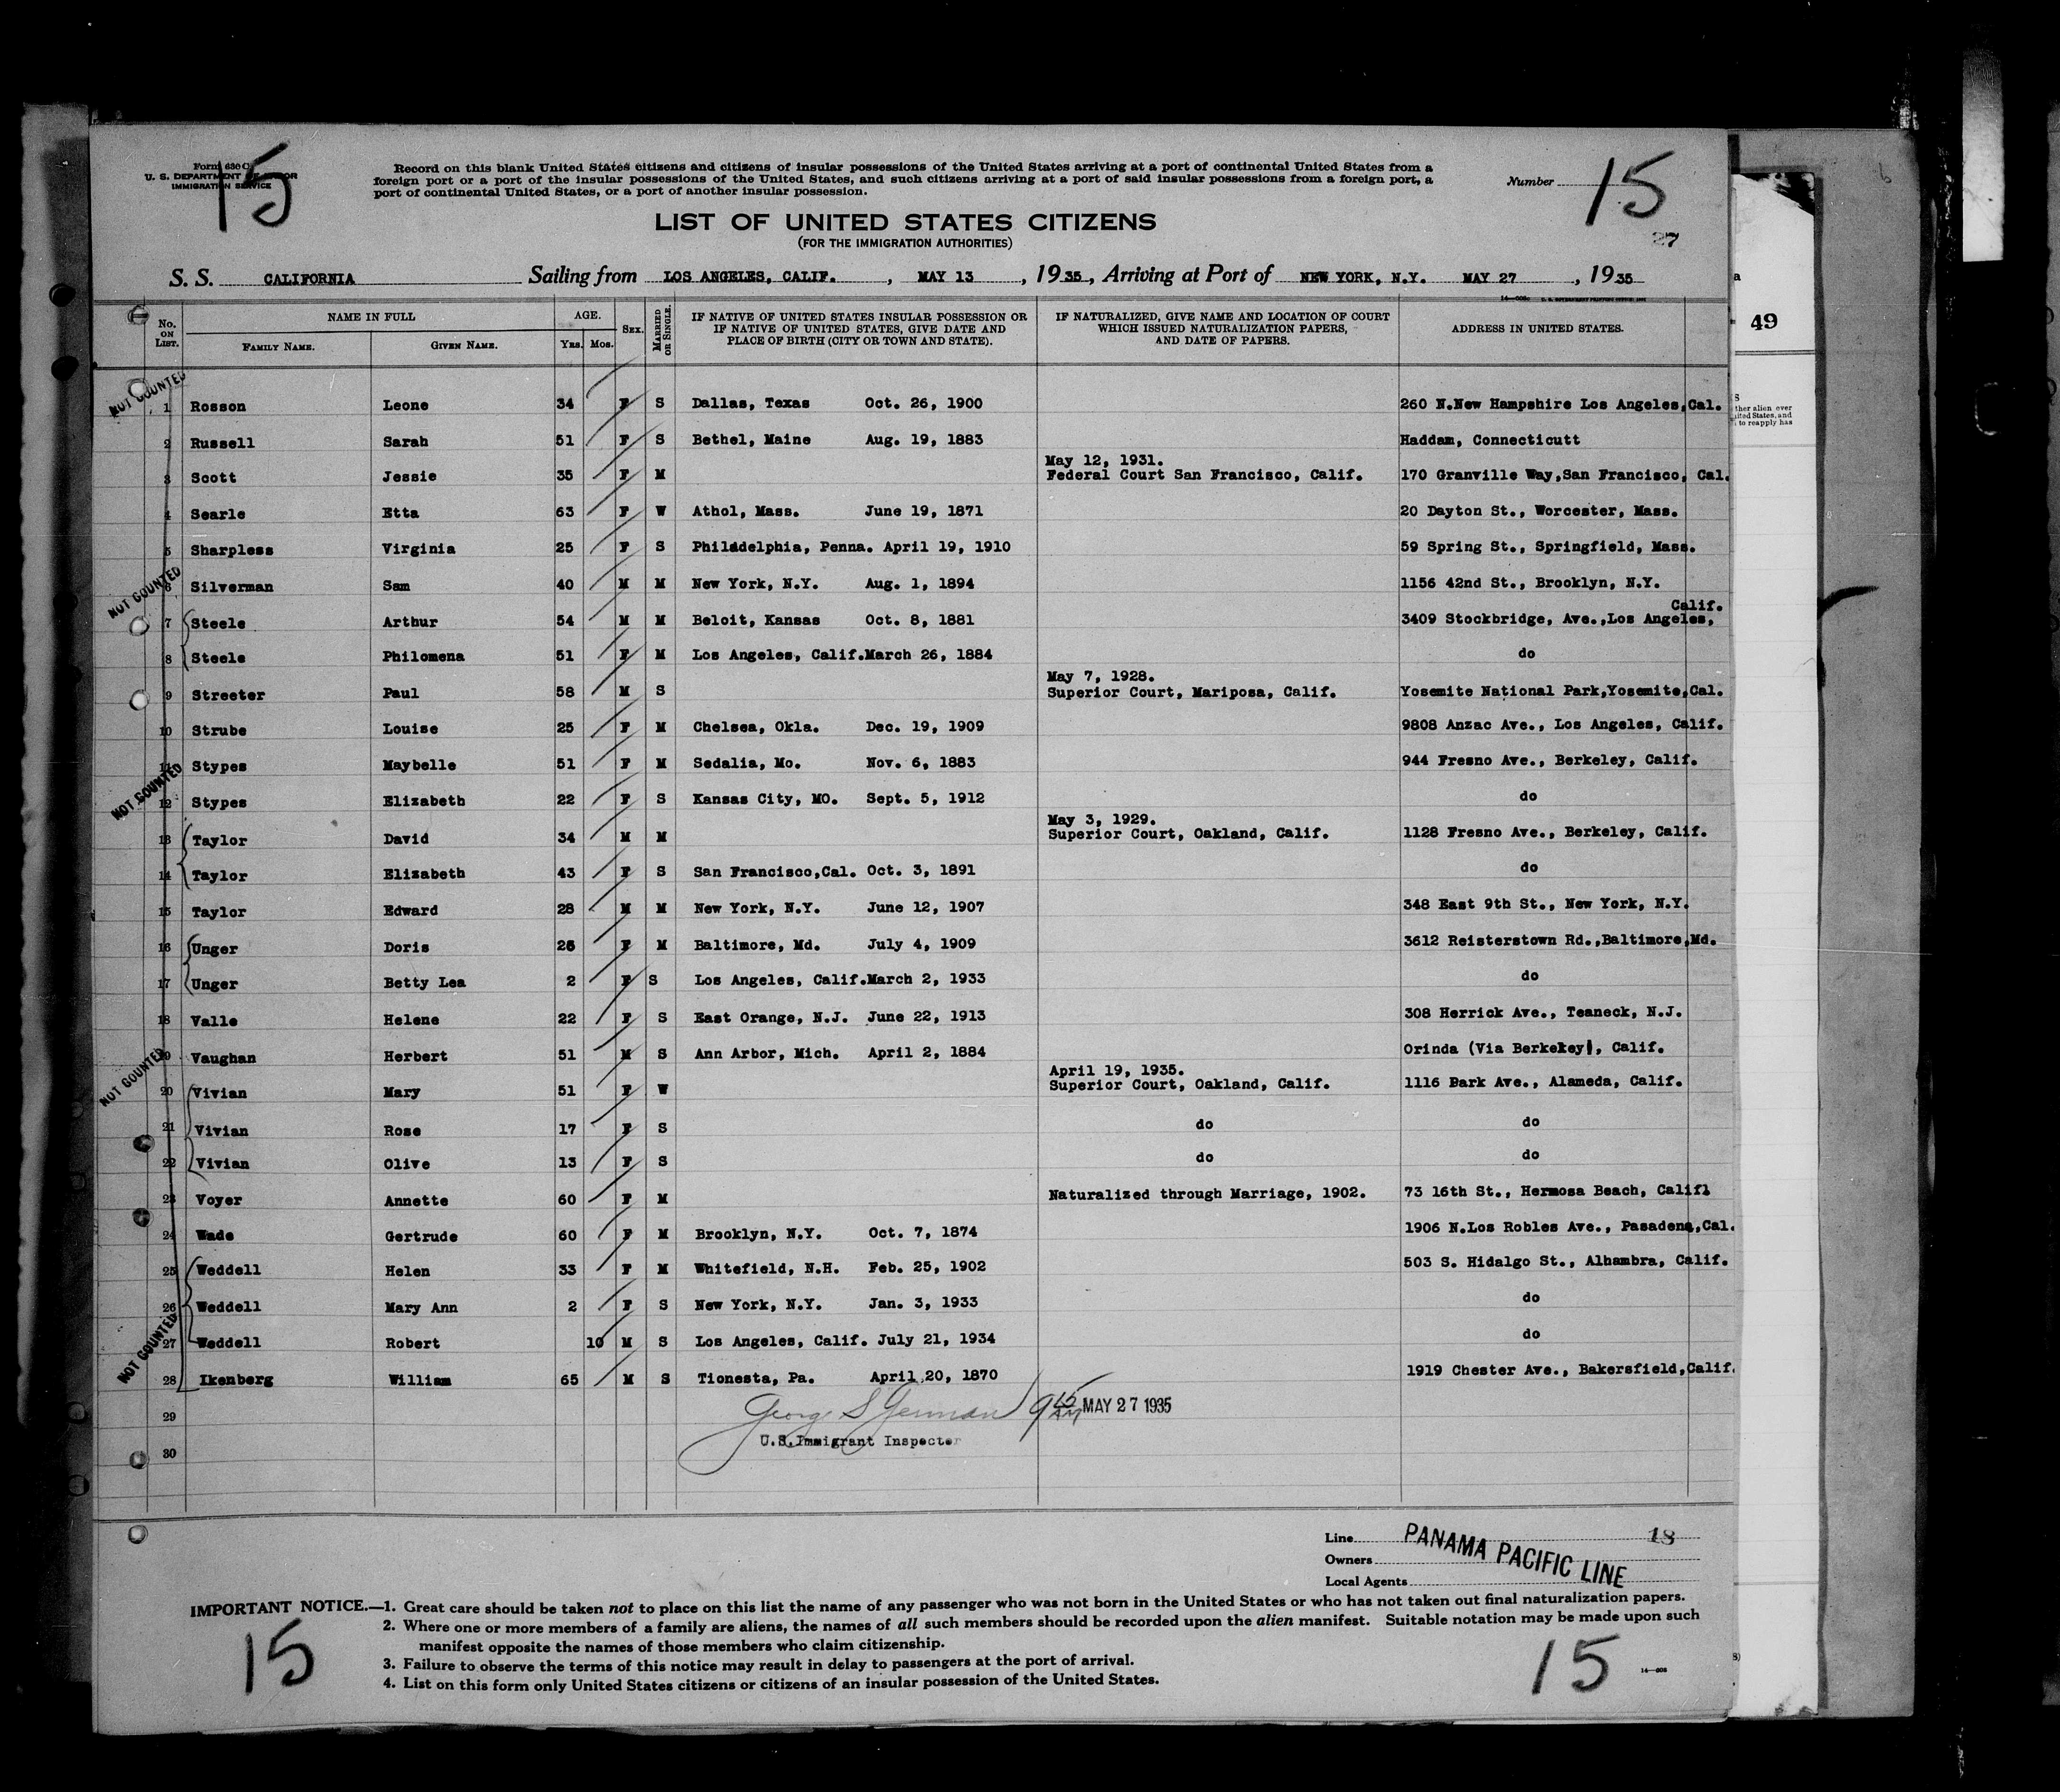 Form 630 C
U. S. DEPARTMENT OF LABOR
IMMIGRATION SERVICE
15
Record on this blank United States citizens and citizens of insular possessions of the United States arriving at a port of continental United States from a
foreign port or a port of the insular possessions of the United States, and such citizens arriving at a port of said insular possessions from a foreign port, a
port of continental United States, or a port of another insular possession.
Number 15
27
LIST OF UNITED STATES CITIZENS
(FOR THE IMMIGRATION AUTHORITIES)
S. S. CALIFORNIA Sailing from LOS ANGELES, CALIF. , MAY 13 , 1935, Arriving at Port of NEW YORK, N.Y. MAY 27 , 1935
No. ON LIST. NAME IN FULL FAMILY NAME. GIVEN NAME. AGE. YRS. MOS. SEX. MARRIED OR SINGLE. IF NATIVE OF UNITED STATES INSULAR POSSESSION OR IF NATIVE OF UNITED STATES, GIVE DATE AND PLACE OF BIRTH (CITY OR TOWN AND STATE). IF NATURALIZED, GIVE NAME AND LOCATION OF COURT WHICH ISSUED NATURALIZATION PAPERS, AND DATE OF PAPERS. ADDRESS IN UNITED STATES.
NOT COUNTED
1 Rosson Leone 34 F S Dallas, Texas Oct. 26, 1900 260 N.New Hampshire Los Angeles,Cal.
2 Russell Sarah 51 F S Bethel, Maine Aug. 19, 1883 Haddam, Connecticutt
May 12, 1931.
3 Scott Jessie 35 F M Federal Court San Francisco, Calif. 170 Granville Way,San Francisco, Cal.
4 Searle Etta 63 F W Athol, Mass. June 19, 1871 20 Dayton St., Worcester, Mass.
5 Sharpless Virginia 25 F S Philadelphia, Penna. April 19, 1910 59 Spring St., Springfield, Mass.
NOT COUNTED
6 Silverman Sam 40 M M New York, N.Y. Aug. 1, 1894 1156 42nd St., Brooklyn, N.Y.
Calif.
7 Steele Arthur 54 M M Beloit, Kansas Oct. 8, 1881 3409 Stockbridge, Ave.,Los Angeles,
8 Steele Philomena 51 F M Los Angeles, Calif.March 26, 1884 do
May 7, 1928.
9 Streeter Paul 58 M S Superior Court, Mariposa, Calif. Yosemite National Park,Yosemite,Cal.
10 Strube Louise 25 F M Chelsea, Okla. Dec. 19, 1909 9808 Anzac Ave., Los Angeles, Calif.
11 Stypes Maybelle 51 F M Sedalia, Mo. Nov. 6, 1883 944 Fresno Ave., Berkeley, Calif.
NOT COUNTED
12 Stypes Elizabeth 22 F S Kansas City, MO. Sept. 5, 1912 do
May 3, 1929.
13 Taylor David 34 M M Superior Court, Oakland, Calif. 1128 Fresno Ave., Berkeley, Calif.
14 Taylor Elizabeth 43 F S San Francisco,Cal. Oct. 3, 1891 do
15 Taylor Edward 28 M M New York, N.Y. June 12, 1907 348 East 9th St., New York, N.Y.
16 Unger Doris 26 F M Baltimore, Md. July 4, 1909 3612 Reisterstown Rd.,Baltimore,Md.
17 Unger Betty Lea 2 F S Los Angeles, Calif.March 2, 1933 do
18 Valle Helene 22 F S East Orange, N.J. June 22, 1913 308 Herrick Ave., Teaneck, N.J.
19 Vaughan Herbert 51 M S Ann Arbor, Mich. April 2, 1884 Orinda (Via Berkekey), Calif.
NOT COUNTED
April 19, 1935.
20 Vivian Mary 51 F W Superior Court, Oakland, Calif. 1116 Park Ave., Alameda, Calif.
21 Vivian Rose 17 F S do do
22 Vivian Olive 13 F S do do
23 Voyer Annette 60 F M Naturalized through Marriage, 1902. 73 16th St., Hermosa Beach, Califl
24 Wade Gertrude 60 F M Brooklyn, N.Y. Oct. 7, 1874 1906 N.Los Robles Ave., Pasadena,Cal.
25 Weddell Helen 33 F M Whitefield, N.H. Feb. 25, 1902 503 S. Hidalgo St., Alhambra, Calif.
26 Weddell Mary Ann 2 F S New York, N.Y. Jan. 3, 1933 do
27 Weddell Robert 10 M S Los Angeles, Calif. July 21, 1934 do
NOT COUNTED
28 Ikenberg William 65 M S Tionesta, Pa. April 20, 1870 1919 Chester Ave., Bakersfield,Calif.
29 MAY 27 1935
U.S.Immigrant Inspector
30
Line PANAMA PACIFIC LINE 18
Owners
Local Agents
IMPORTANT NOTICE.—1. Great care should be taken not to place on this list the name of any passenger who was not born in the United States or who has not taken out final naturalization papers.
2. Where one or more members of a family are aliens, the names of all such members should be recorded upon the alien manifest. Suitable notation may be made upon such
manifest opposite the names of those members who claim citizenship.
3. Failure to observe the terms of this notice may result in delay to passengers at the port of arrival.
4. List on this form only United States citizens or citizens of an insular possession of the United States.
15
15
14—608
49
ther alien ever
ited States, and
to reapply has